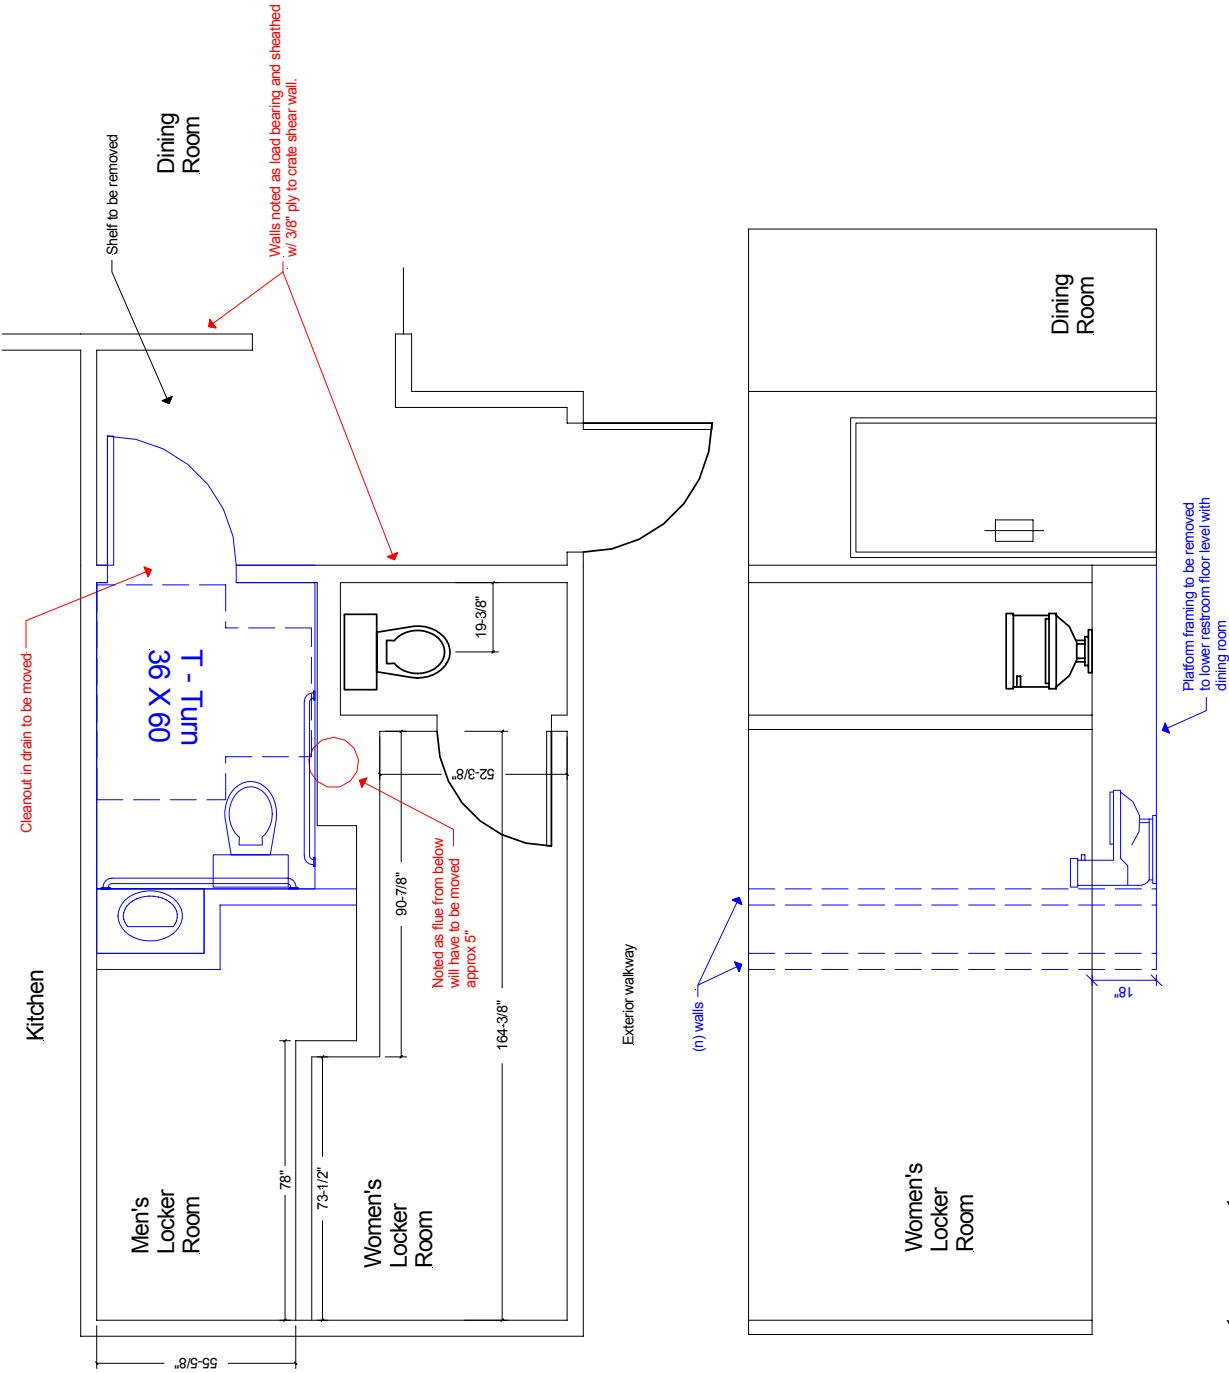 Cleanout in drain to be moved
Kitchen
Shelf to be removed
Dining
Room
Walls noted as load bearing and sheathed
w/ 3/8" ply to crate shear wall.
T - Turn
36 X 60
19-3/8"
52-3/8"
90-7/8"
164-3/8"
Noted as flue from below
will have to be moved
approx 5"
Men's
Locker
Room
78"
73-1/2"
Women's
Locker
Room
55-5/8"
Exterior walkway
(n) walls
Dining
Room
Women's
Locker
Room
18"
Platform framing to be removed
to lower restroom floor level with
dining room